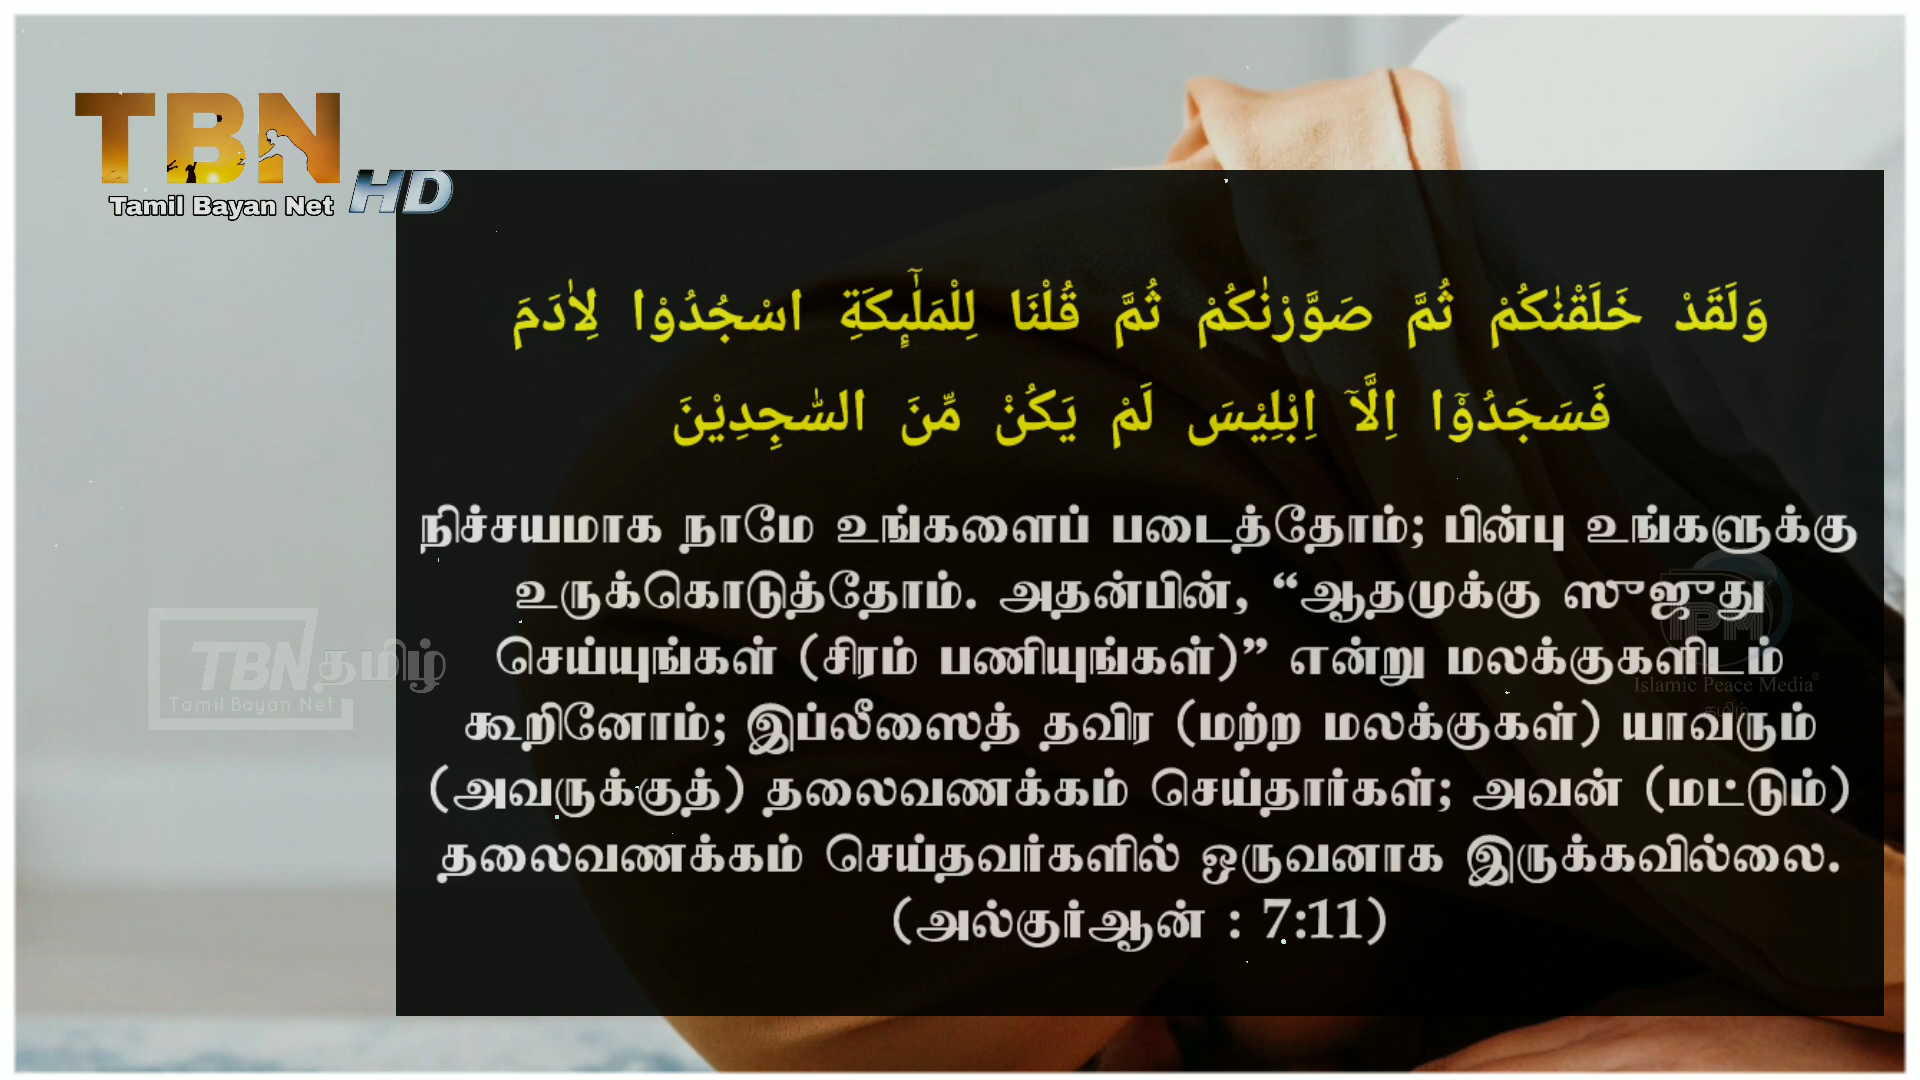 TBN
Tamil Bayan Net HD
وَلَقَدْ خَلَقْنٰكُمْ ثُمَّ صَوَّرْنٰكُمْ ثُمَّ قُلْنَا لِلْمَلٰٓٮِٕكَةِ اسْجُدُوْا لِاٰدَمَ
فَسَجَدُوْۤا اِلَّاۤ اِبْلِيْسَ لَمْ يَكُنْ مِّنَ السّٰجِدِيْنَ
நிச்சயமாக நாமே உங்களைப் படைத்தோம்; பின்பு உங்களுக்கு
உருக்கொடுத்தோம். அதன்பின், “ஆதமுக்கு ஸுஜுது
செய்யுங்கள் (சிரம் பணியுங்கள்)” என்று மலக்குகளிடம்
கூறினோம்; இப்லீஸைத் தவிர (மற்ற மலக்குகள்) யாவரும்
(அவருக்குத்) தலைவணக்கம் செய்தார்கள்; அவன் (மட்டும்)
தலைவணக்கம் செய்தவர்களில் ஒருவனாக இருக்கவில்லை.
(அல்குர்ஆன் : 7:11)
TBN தமிழ்
Tamil Bayan Net
IPM
Islamic Peace Media®
தமிழ்